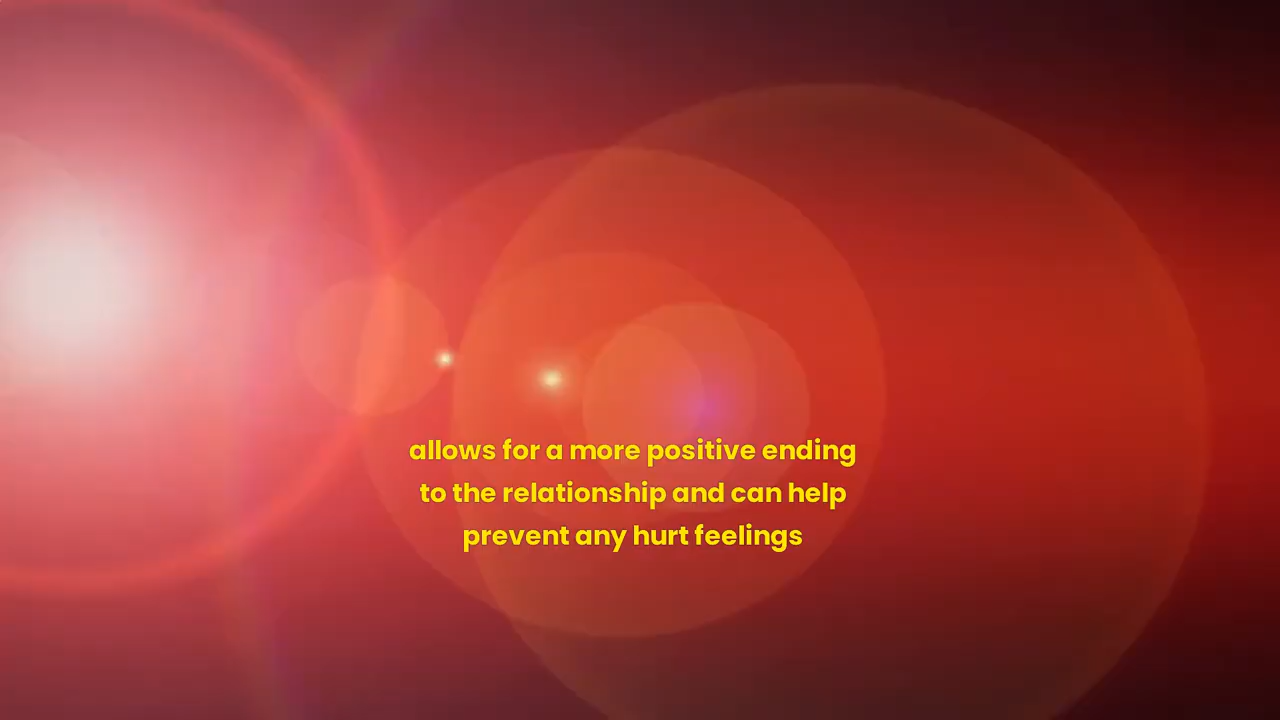 allows for a more positive ending
to the relationship and can help
prevent any hurt feelings